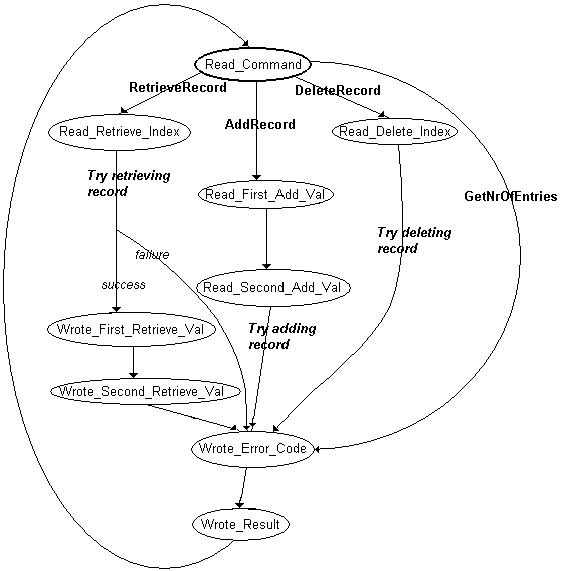 Read_Command
RetrieveRecord
DeleteRecord
AddRecord
Read_Retrieve_Index
Read_Delete_Index
Try retrieving
record
Read_First_Add_Val
GetNrOfEntries
Try deleting
record
failure
success
Read_Second_Add_Val
Wrote_First_Retrieve_Val
Try adding
record
Wrote_Second_Retrieve_Val
Wrote_Error_Code
Wrote_Result